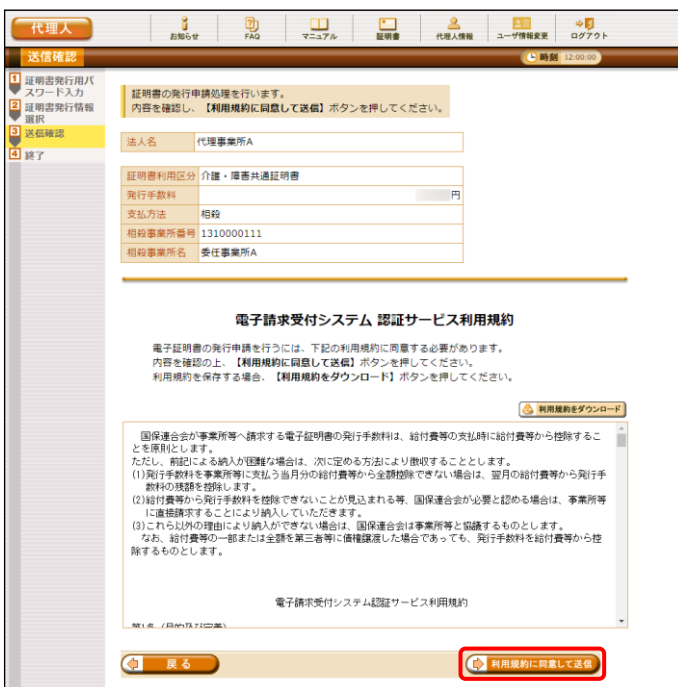 代理人
お知らせ
FAQ
マニュアル
証明書
代理人情報
ユーザ情報変更
ログアウト
送信確認
時刻 12:00:00
1 証明書発行用パ
スワード入力
2 証明書発行情報
選択
3 送信確認
4 終了
証明書の発行申請処理を行います。
内容を確認し、【利用規約に同意して送信】ボタンを押してください。
法人名 代理事業所A
証明書利用区分 介護・障害共通証明書
発行手数料 円
支払方法 相殺
相殺事業所番号 1310000111
相殺事業所名 委任事業所A
電子請求受付システム 認証サービス利用規約
電子証明書の発行申請を行うには、下記の利用規約に同意する必要があります。
内容を確認の上、【利用規約に同意して送信】ボタンを押してください。
利用規約を保存する場合、【利用規約をダウンロード】ボタンを押してください。
利用規約をダウンロード
国保連合会が事業所等へ請求する電子証明書の発行手数料は、給付費等の支払時に給付費等から控除するこ
とを原則とします。
ただし、前記による納入が困難な場合は、次に定める方法により徴収することとします。
(1)発行手数料を事業所等に支払う当月分の給付費等から全額控除できない場合は、翌月の給付費等から発行手
数料の残額を控除します。
(2)給付費等から発行手数料を控除できないことが見込まれる等、国保連合会が必要と認める場合は、事業所等
に直接請求することにより納入していただきます。
(3)これら以外の理由により納入ができない場合は、国保連合会は事業所等と協議するものとします。
なお、給付費等の一部または全額を第三者等に債権譲渡した場合であっても、発行手数料を給付費等から控
除するものとします。
電子請求受付システム認証サービス利用規約
第1条 (目的及び定義)
戻る
利用規約に同意して送信